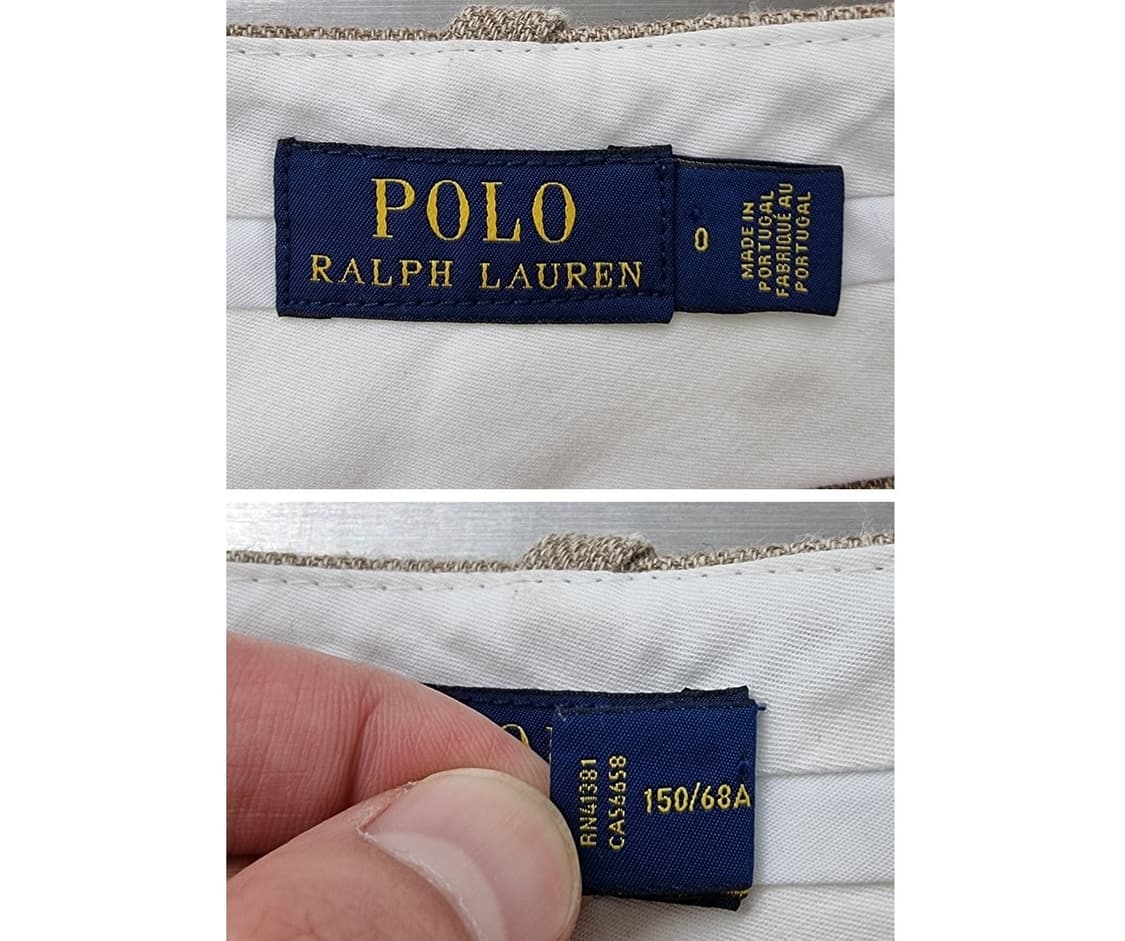 POLO
RALPH LAUREN
0
MADE IN
PORTUGAL
FABRIQUÉ AU
PORTUGAL
RN41381
CA56658
150/68A